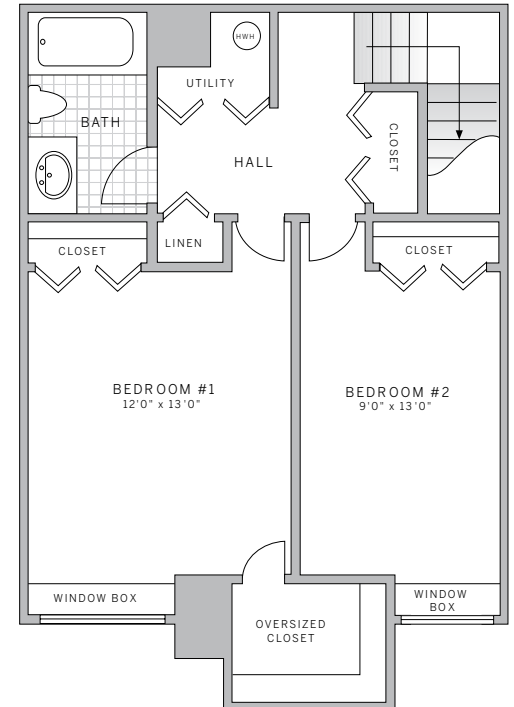 HWH
UTILITY
BATH
CLOSET
HALL
LINEN
CLOSET
CLOSET
BEDROOM #1
12'0" x 13'0"
BEDROOM #2
9'0" x 13'0"
WINDOW BOX
WINDOW
BOX
OVERSIZED
CLOSET